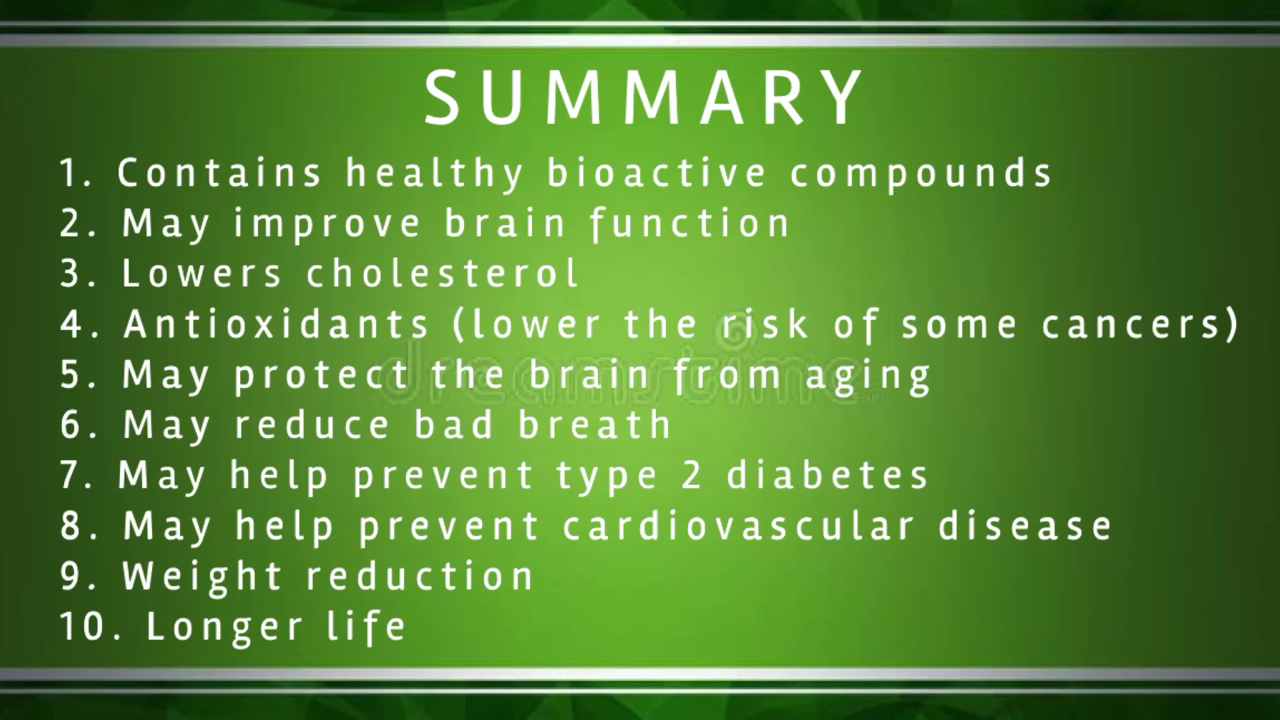 SUMMARY
1. Contains healthy bioactive compounds
2. May improve brain function
3. Lowers cholesterol
4. Antioxidants (lower the risk of some cancers)
5. May protect the brain from aging
6. May reduce bad breath
7. May help prevent type 2 diabetes
8. May help prevent cardiovascular disease
9. Weight reduction
10. Longer life
dreamstime